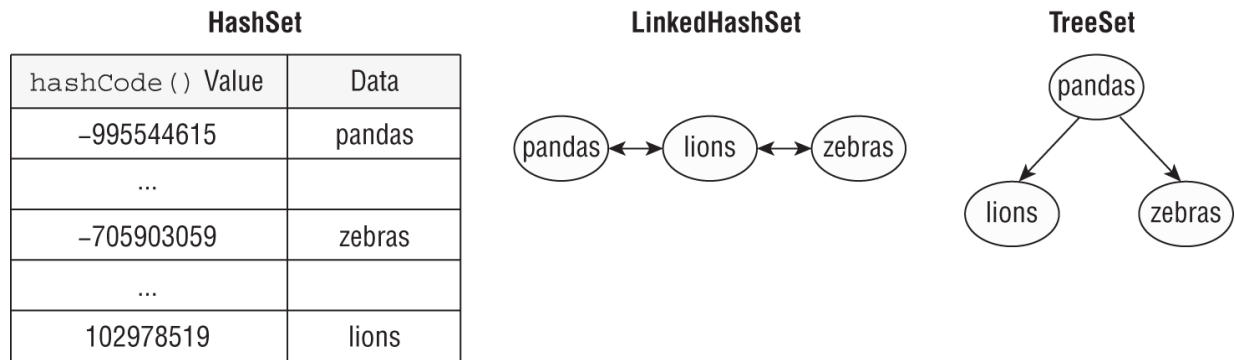 HashSet
hashCode() Value Data
–995544615 pandas
...
–705903059 zebras
...
102978519 lions
LinkedHashSet
pandas lions zebras
TreeSet
pandas
lions zebras